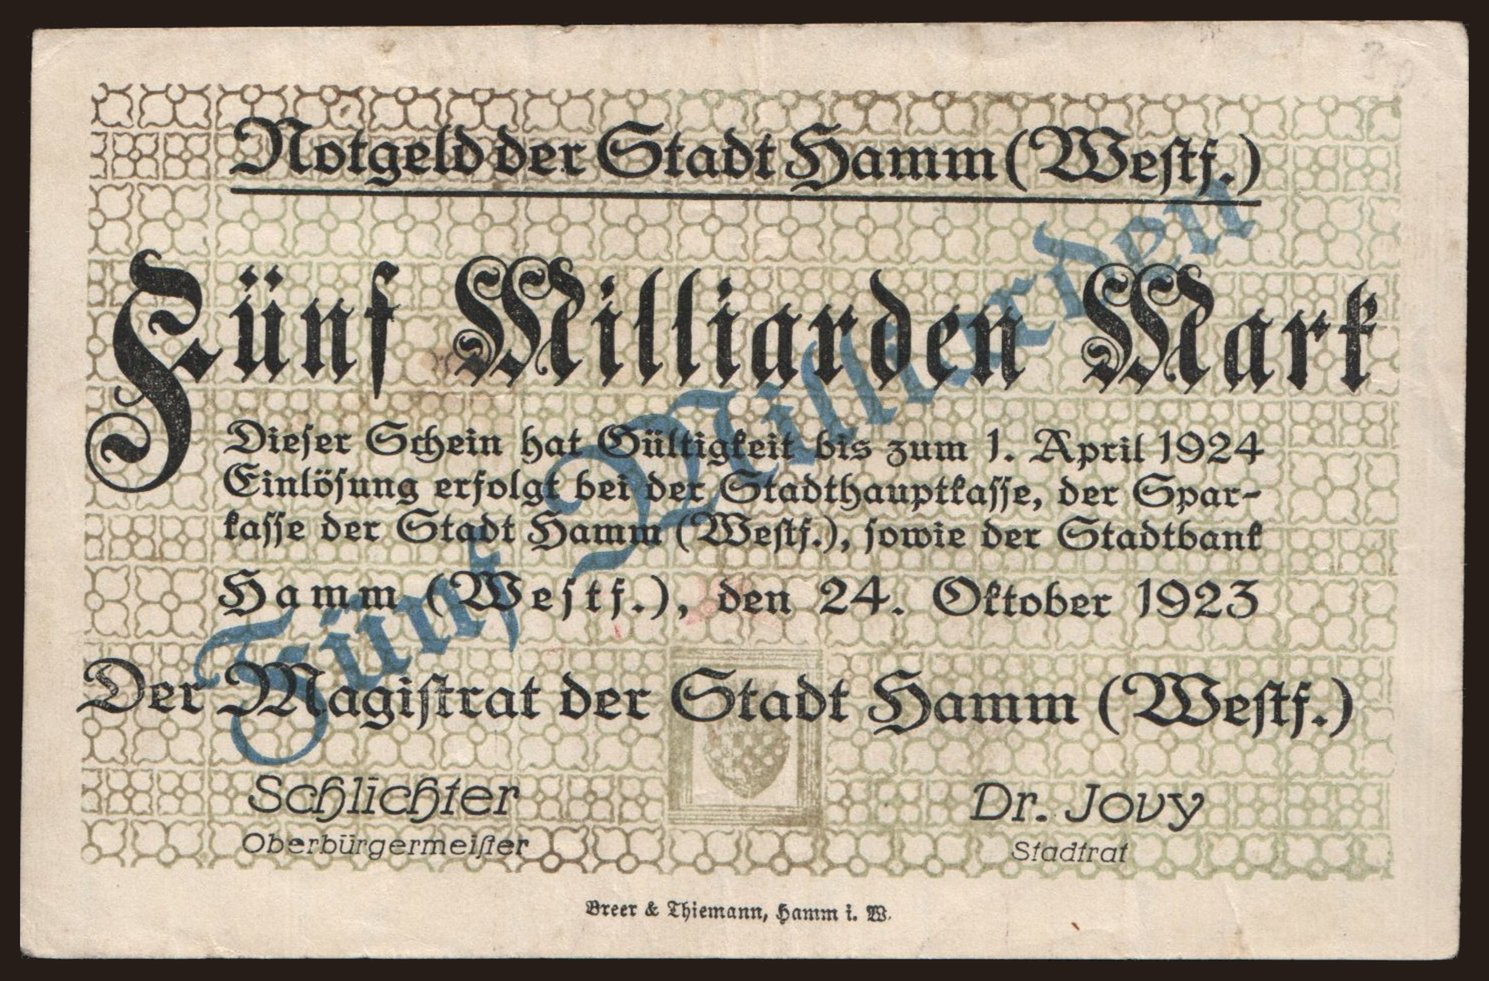 Notgeld der Stadt Hamm (Westf.)
Fünf Milliarden Mark
Fünf Milliarden
Dieser Schein hat Gültigkeit bis zum 1. April 1924
Einlösung erfolgt bei der Stadthauptkasse, der Spar-
kasse der Stadt Hamm (Westf.), sowie der Stadtbank
Hamm (Westf.), den 24. Oktober 1923
Der Magistrat der Stadt Hamm (Westf.)
Schlichter
Oberbürgermeister
Dr. Jovy
Stadtrat
Breer & Thiemann, Hamm i. W.